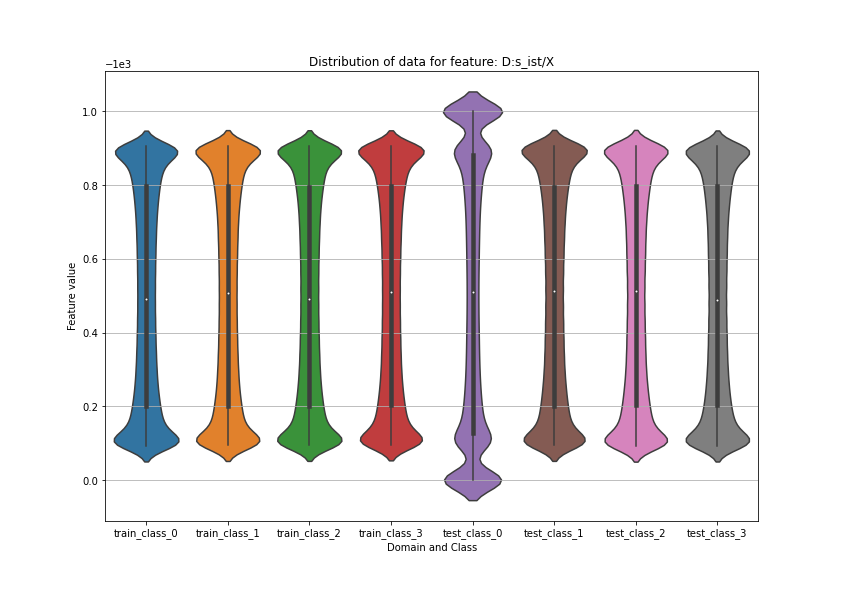 Distribution of data for feature: D:s_ist/X
−1e3
1.0
0.8
0.6
0.4
0.2
0.0
Feature value
train_class_0 train_class_1 train_class_2 train_class_3 test_class_0 test_class_1 test_class_2 test_class_3
Domain and Class